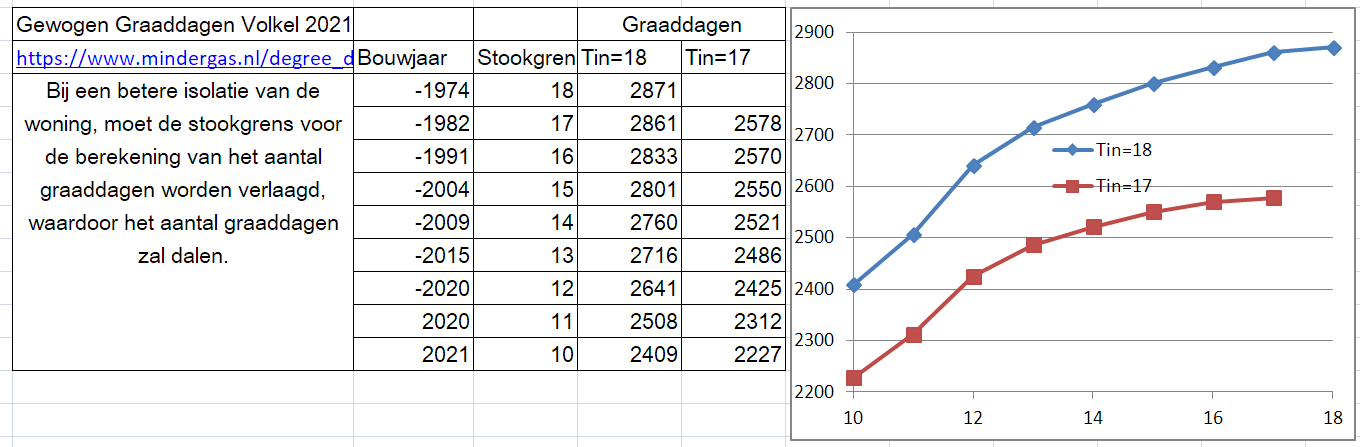 Gewogen Graaddagen Volkel 2021 Graaddagen
https://www.mindergas.nl/degree_d Bouwjaar Stookgren Tin=18 Tin=17
Bij een betere isolatie van de
woning, moet de stookgrens voor
de berekening van het aantal
graaddagen worden verlaagd,
waardoor het aantal graaddagen
zal dalen.
-1974 18 2871
-1982 17 2861 2578
-1991 16 2833 2570
-2004 15 2801 2550
-2009 14 2760 2521
-2015 13 2716 2486
-2020 12 2641 2425
2020 11 2508 2312
2021 10 2409 2227
2900
2800
2700
2600
2500
2400
2300
2200
10 12 14 16 18
Tin=18
Tin=17